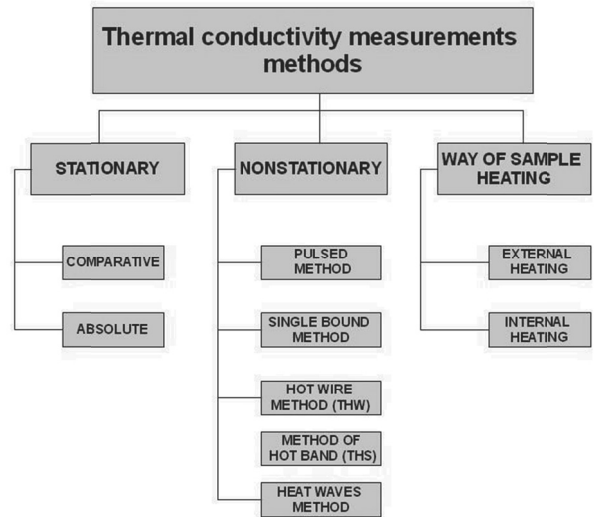 Thermal conductivity measurements
methods
STATIONARY
COMPARATIVE
ABSOLUTE
NONSTATIONARY
PULSED
METHOD
SINGLE BOUND
METHOD
HOT WIRE
METHOD (THW)
METHOD OF
HOT BAND (THS)
HEAT WAVES
METHOD
WAY OF SAMPLE
HEATING
EXTERNAL
HEATING
INTERNAL
HEATING